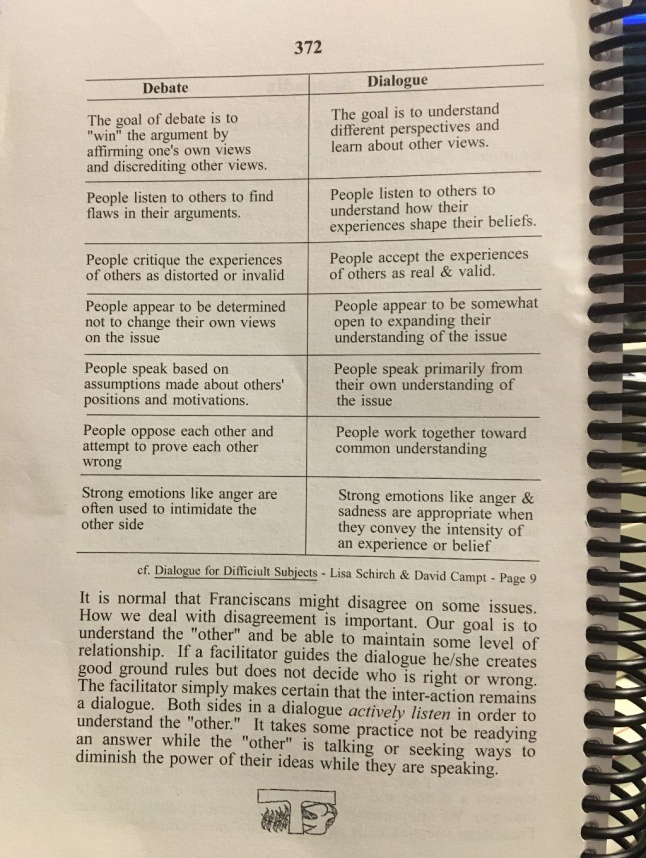 372
Debate
Dialogue
The goal of debate is to
"win" the argument by
affirming one's own views
and discrediting other views.
The goal is to understand
different perspectives and
learn about other views.
People listen to others to find
flaws in their arguments.
People listen to others to
understand how their
experiences shape their beliefs.
People critique the experiences
of others as distorted or invalid
People accept the experiences
of others as real & valid.
People appear to be determined
not to change their own views
on the issue
People appear to be somewhat
open to expanding their
understanding of the issue
People speak based on
assumptions made about others'
positions and motivations.
People speak primarily from
their own understanding of
the issue
People oppose each other and
attempt to prove each other
wrong
People work together toward
common understanding
Strong emotions like anger are
often used to intimidate the
other side
Strong emotions like anger &
sadness are appropriate when
they convey the intensity of
an experience or belief
cf. Dialogue for Difficiult Subjects - Lisa Schirch & David Campt - Page 9
It is normal that Franciscans might disagree on some issues.
How we deal with disagreement is important. Our goal is to
understand the "other" and be able to maintain some level of
relationship. If a facilitator guides the dialogue he/she creates
good ground rules but does not decide who is right or wrong.
The facilitator simply makes certain that the inter-action remains
a dialogue. Both sides in a dialogue actively listen in order to
understand the "other." It takes some practice not be readying
an answer while the "other" is talking or seeking ways to
diminish the power of their ideas while they are speaking.